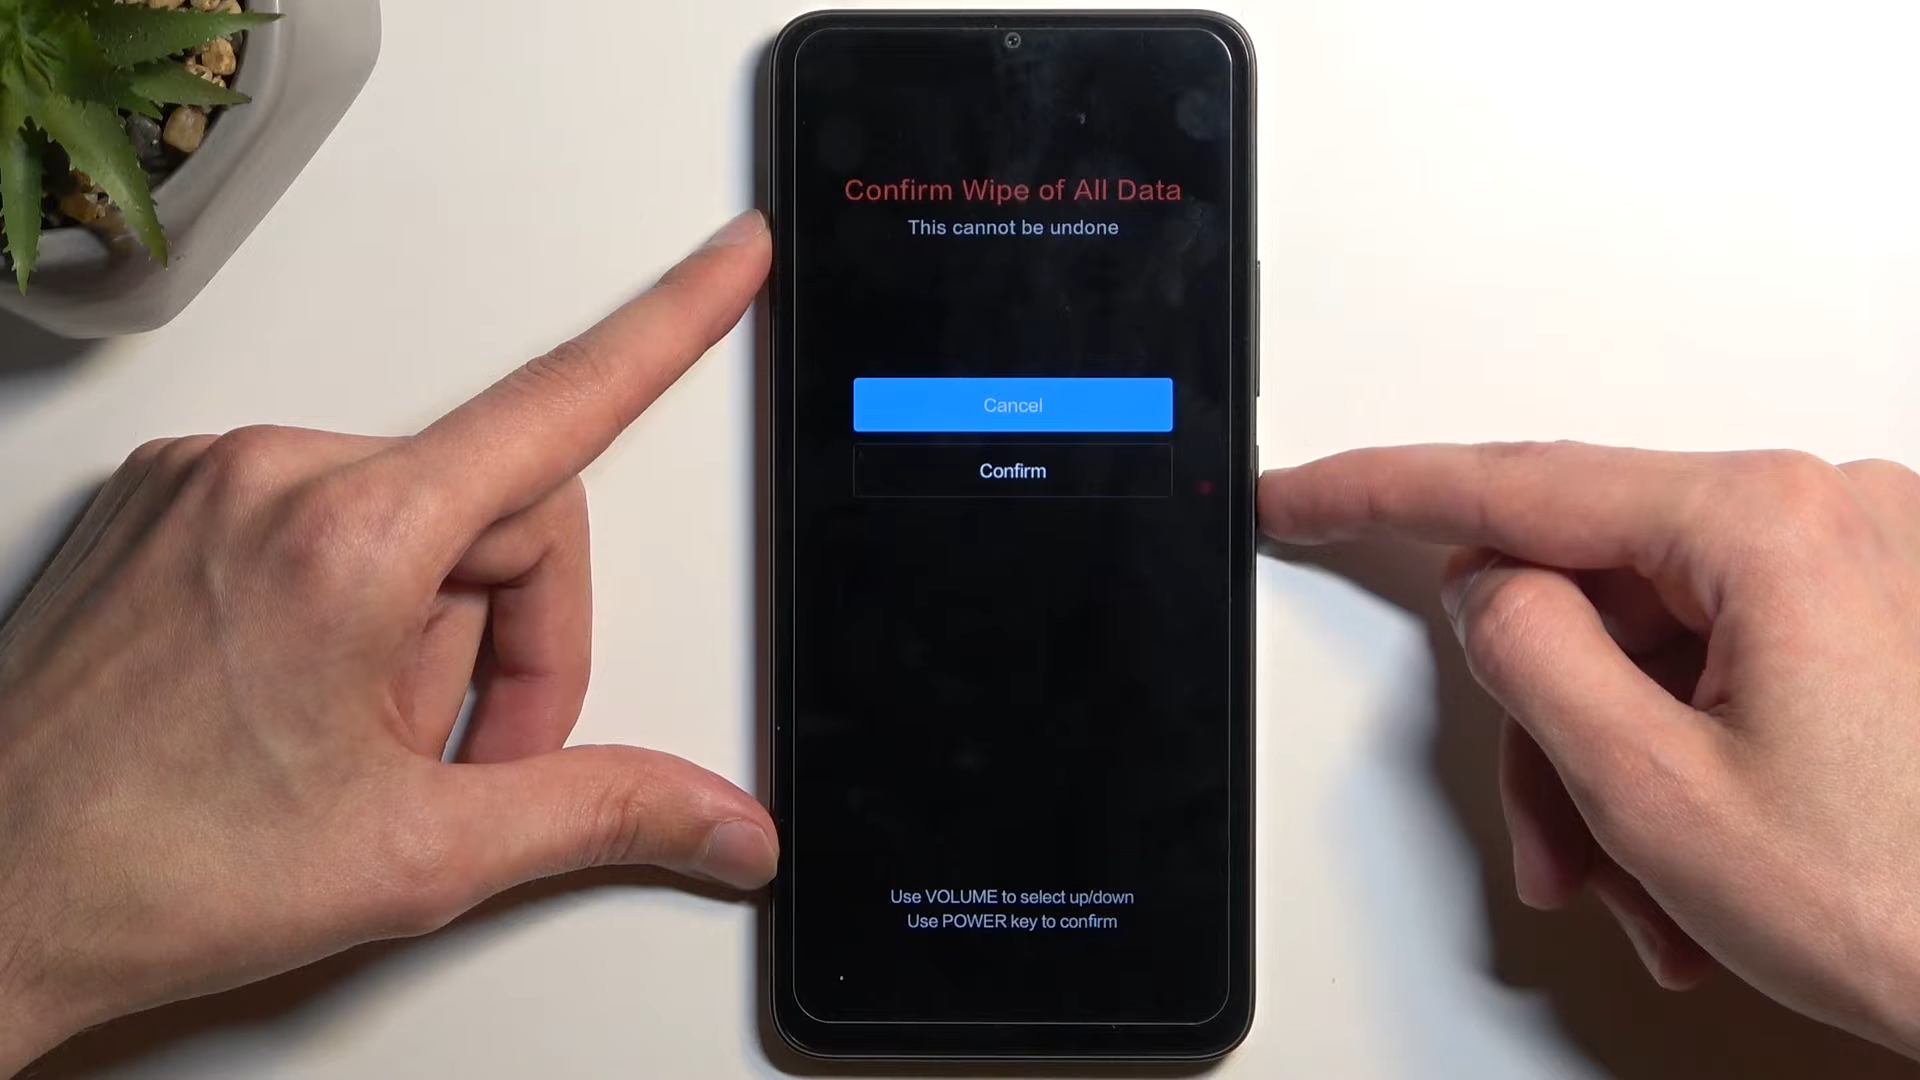 Confirm Wipe of All Data
This cannot be undone
Cancel
Confirm
Use VOLUME to select up/down
Use POWER key to confirm